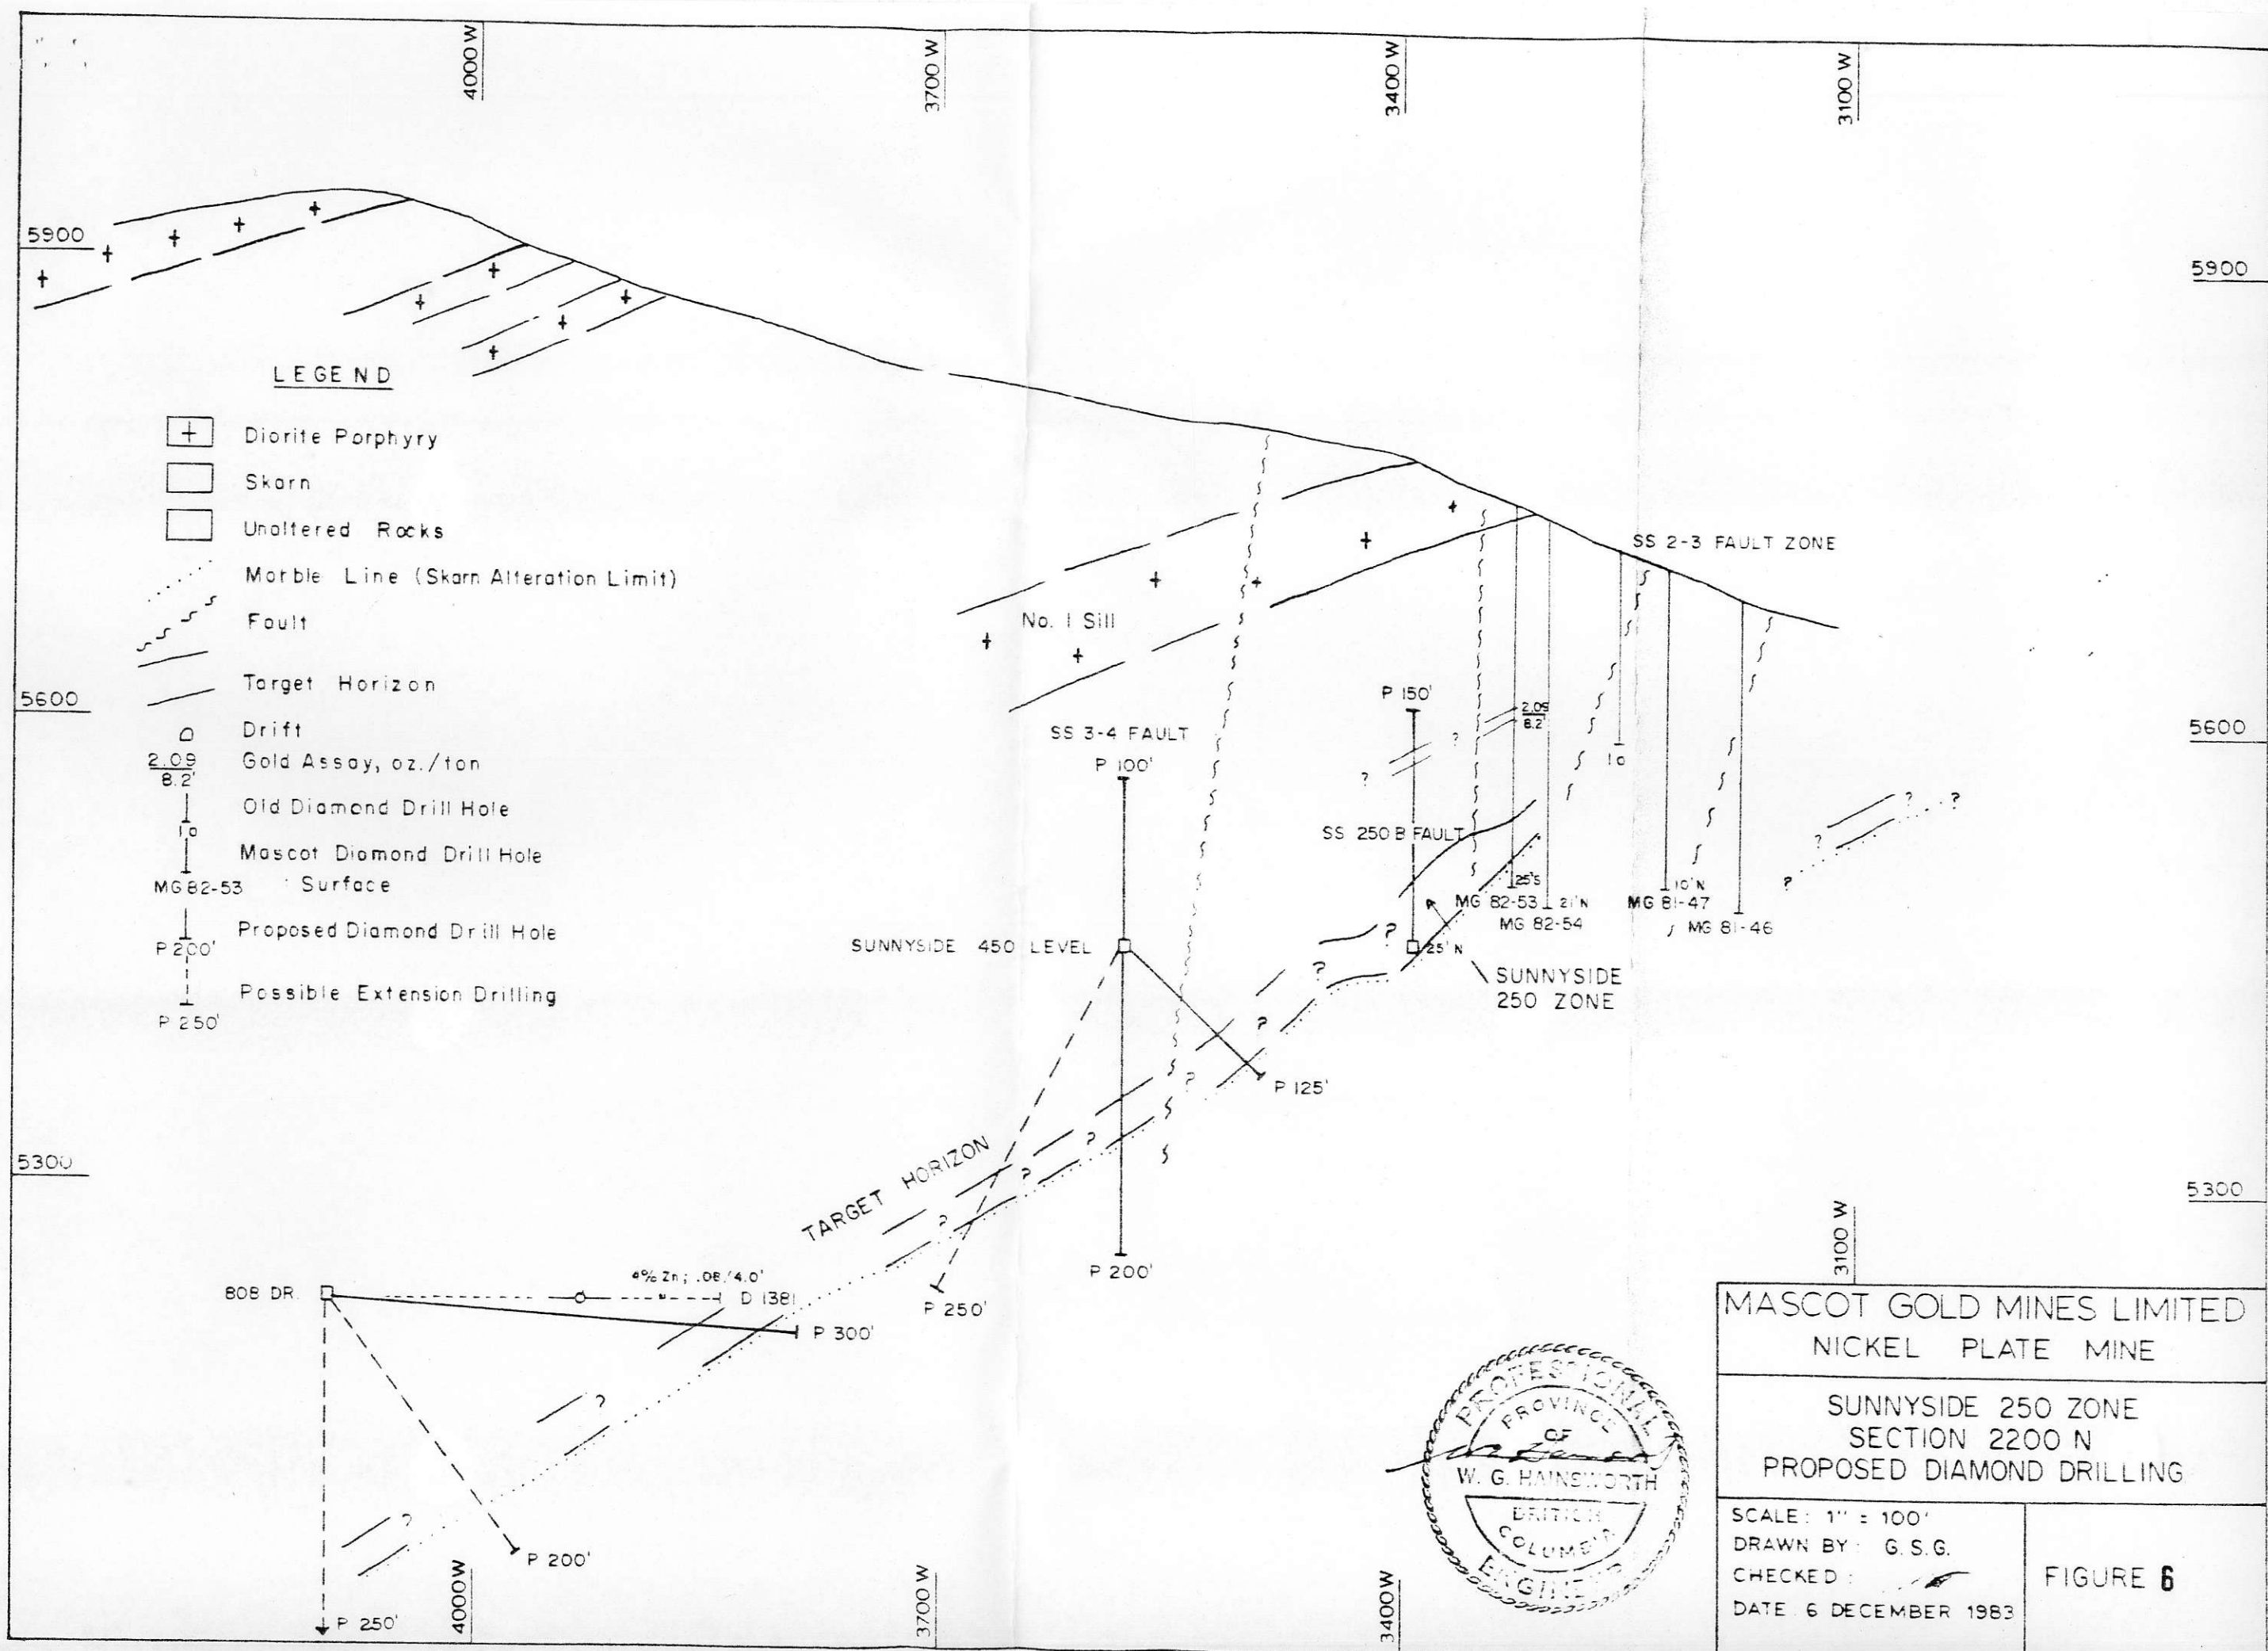 4000 W
3700 W
3400 W
3100 W
5900
5900
LEGEND
Diorite Porphyry
Skarn
Unaltered Rocks
Marble Line (Skarn Alteration Limit)
Fault
Target Horizon
Drift
2.09
8.2'
Gold Assay, oz./ton
Old Diamond Drill Hole
10
Mascot Diamond Drill Hole
MG 82-53 Surface
Proposed Diamond Drill Hole
P 200'
Possible Extension Drilling
P 250'
5600
5600
SS 2-3 FAULT ZONE
No. 1 Sill
SS 3-4 FAULT
P 100'
P 150'
2.09
8.2'
?
?
10
SS 250 B FAULT
? ?
?
?
25'S
10'N
MG 82-53
21'N
MG 81-47
MG 82-54
MG 81-46
SUNNYSIDE 450 LEVEL
?
25' N
SUNNYSIDE
250 ZONE
?
?
?
P 125'
?
?
?
TARGET HORIZON
5300
5300
P 200'
P 250'
808 DR.
4% Zn; .08/4.0'
D 1381
P 300'
?
?
P 200'
P 250'
4000W
3700 W
3400W
3100 W
PROFESSIONAL
PROVINCE
OF
W. G. HAINSWORTH
BRITISH
COLUMBIA
ENGINEER
MASCOT GOLD MINES LIMITED
NICKEL PLATE MINE
SUNNYSIDE 250 ZONE
SECTION 2200 N
PROPOSED DIAMOND DRILLING
SCALE: 1" = 100'
DRAWN BY: G.S.G.
CHECKED:
DATE: 6 DECEMBER 1983
FIGURE 6